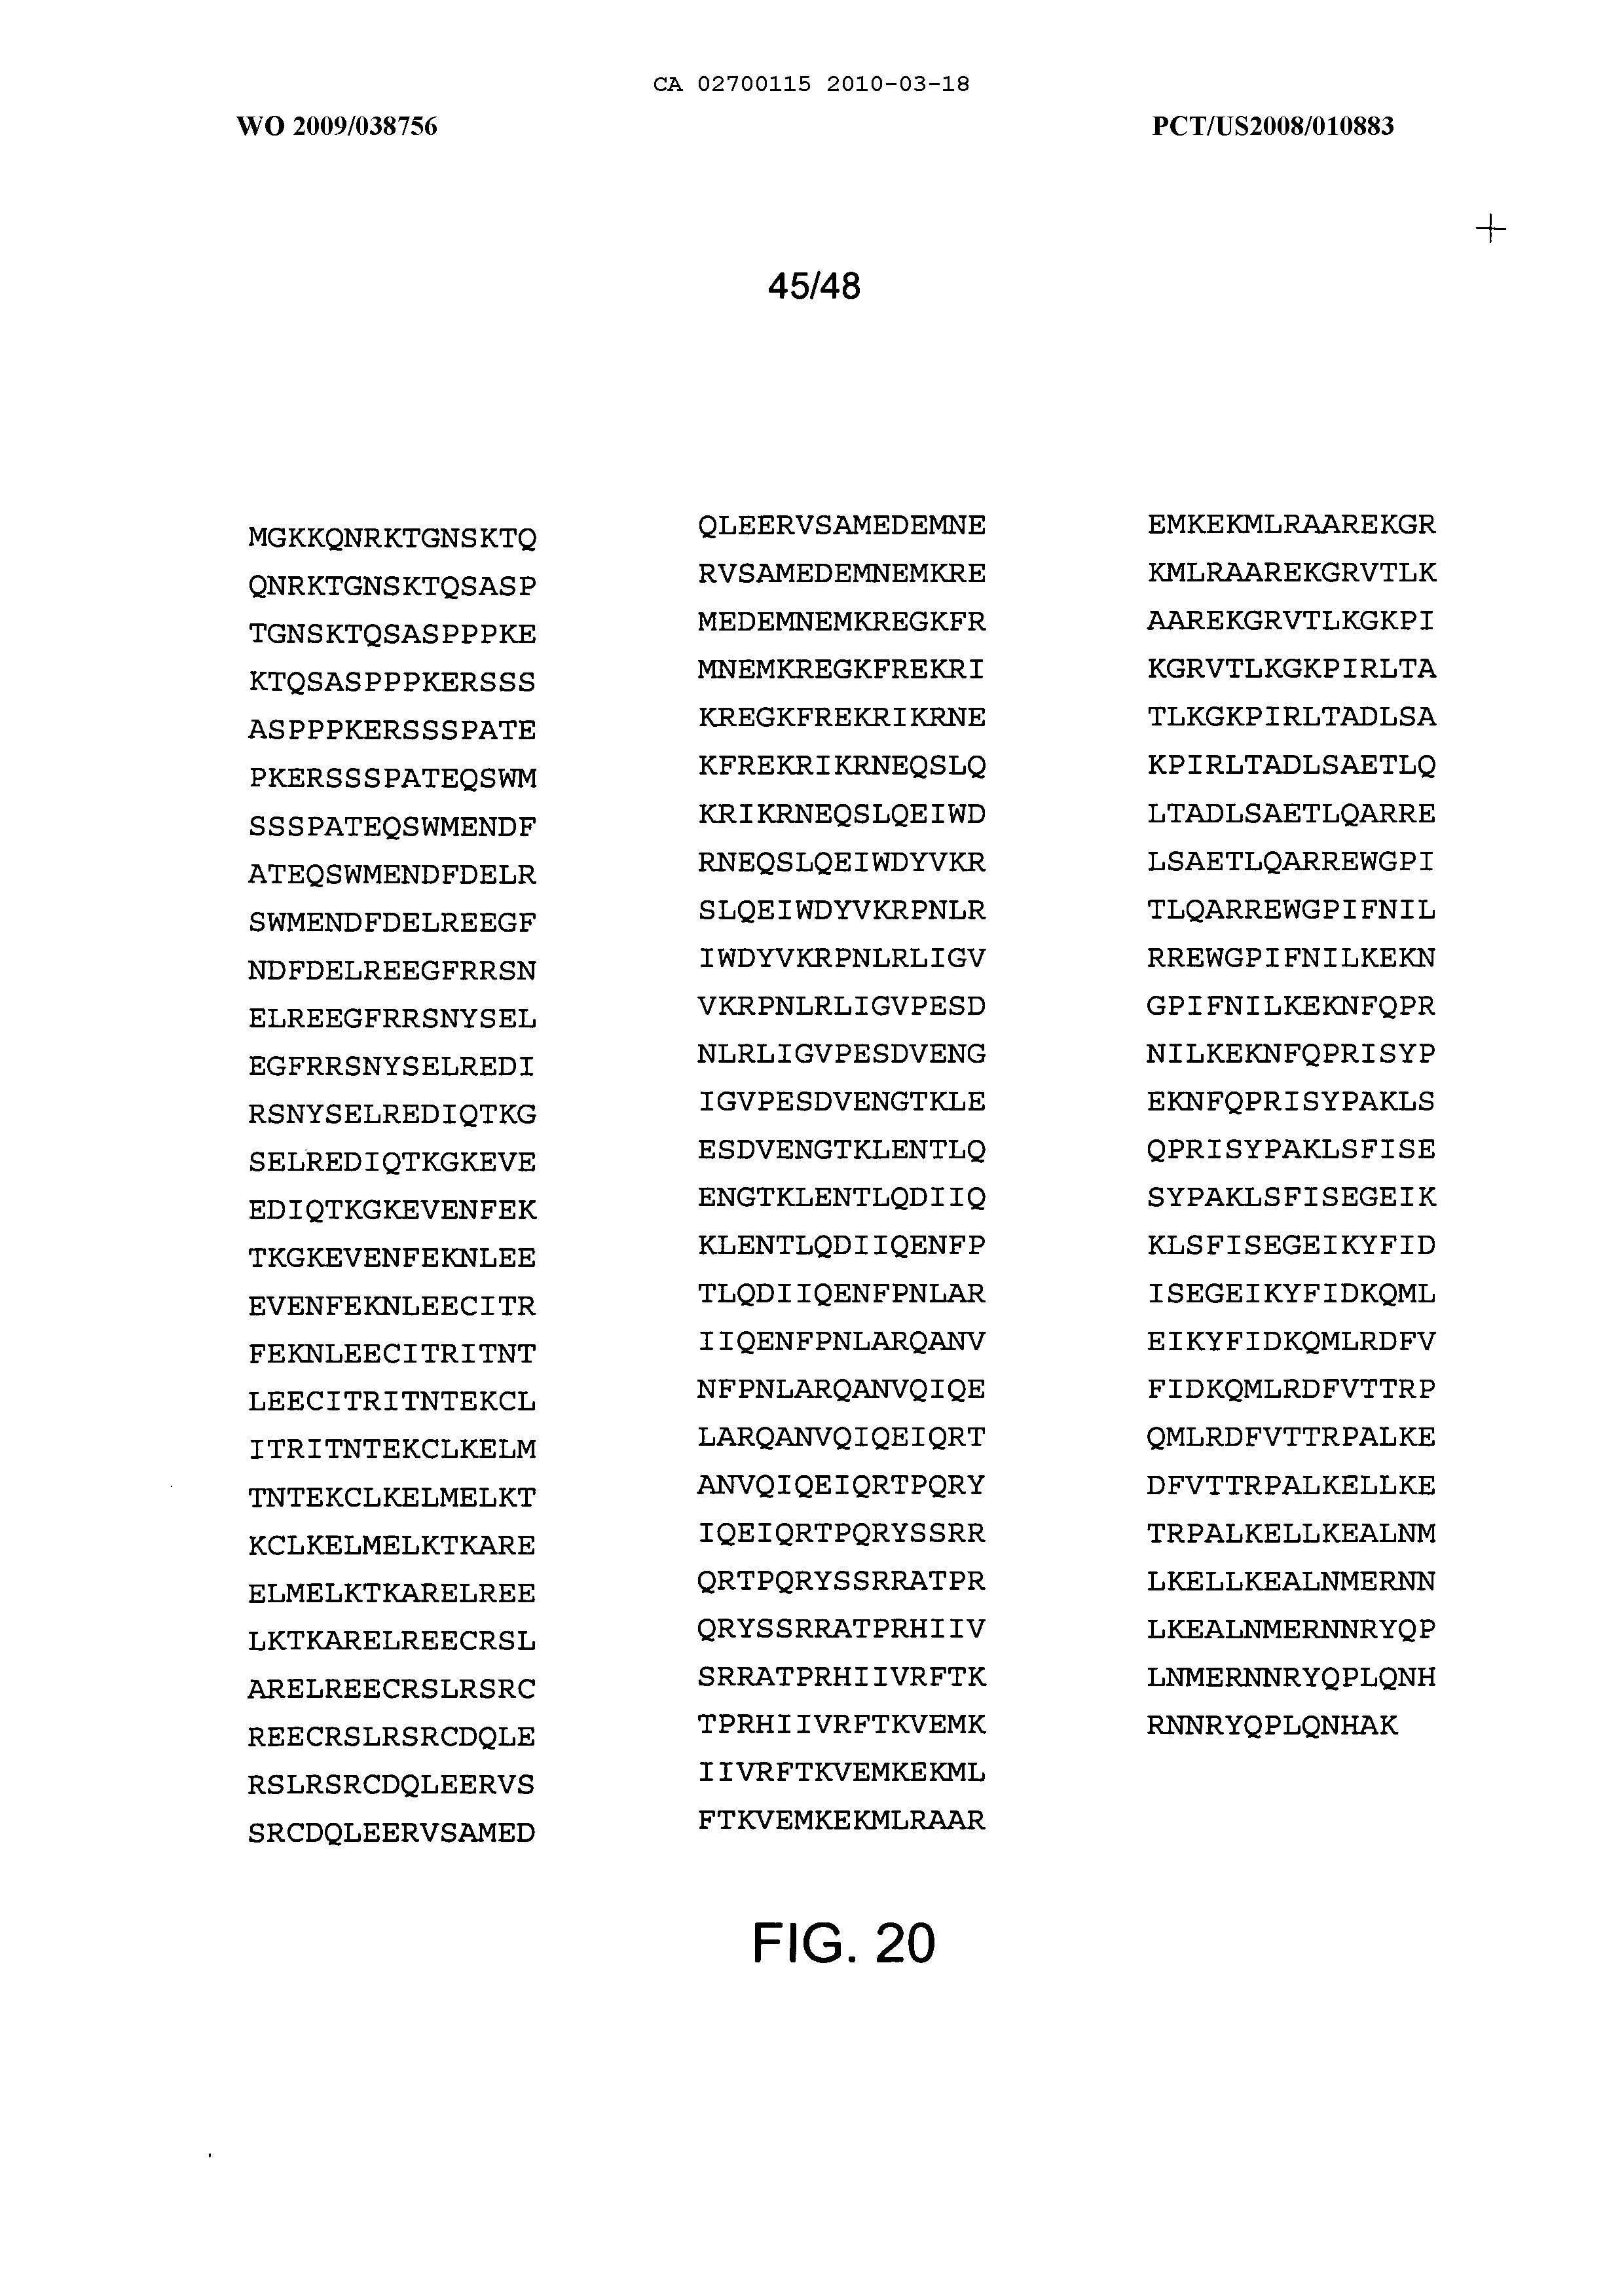 CA 02700115 2010-03-18
WO 2009/038756
PCT/US2008/010883
45/48
MGKKQNRKTGNSKTQ
QNRKTGNSKTQSASP
TGNSKTQSASPPPKE
KTQSASPPPKERSSS
ASPPPKERSSSPATE
PKERSSSPATEQSWM
SSSPATEQSWMENDF
ATEQSWMENDFDELR
SWMENDFDELREEGF
NDFDELREEGFRRSN
ELREEGFRRSNYSEL
EGFRRSNYSELREDI
RSNYSELREDIQTKG
SELREDIQTKGKEVE
EDIQTKGKEVENFEK
TKGKEVENFEKNLEE
EVENFEKNLEECITR
FEKNLEECITRITNT
LEECITRITNTEKCL
ITRITNTEKCLKELM
TNTEKCLKELMELKT
KCLKELMELKTKARE
ELMELKTKARELREE
LKTKARELREECRSL
ARELREECRSLRSRC
REECRSLRSRCDQLE
RSLRSRCDQLEERVS
SRCDQLEERVSAMED
QLEERVSAMEDEMNE
RVSAMEDEMNEMKRE
MEDEMNEMKREGKFR
MNEMKREGKFREKRI
KREGKFREKRIKRNE
KFREKRIKRNEQSLQ
KRIKRNEQSLQEIWD
RNEQSLQEIWDYVKR
SLQEIWDYVKRPNLR
IWDYVKRPNLRLIGV
VKRPNLRLIGVPESD
NLRLIGVPESDVENG
IGVPESDVENGTKLE
ESDVENGTKLENTLQ
ENGTKLENTLQDIIQ
KLENTLQDIIQENFP
TLQDIIQENFPNLAR
IIQENFPNLARQANV
NFPNLARQANVQIQE
LARQANVQIQEIQRT
ANVQIQEIQRTPQRY
IQEIQRTPQRYSSRR
QRTPQRYSSRRATPR
QRYSSRRATPRHIIV
SRRATPRHIIVRFTK
TPRHIIVRFTKVEMK
IIVRFTKVEMKEKML
FTKVEMKEKMLRAAR
EMKEKMLRAAREKGR
KMLRAAREKGRVTLK
AAREKGRVTLKGKPI
KGRVTLKGKPIRLTA
TLKGKPIRLTADLSA
KPIRLTADLSAETLQ
LTADLSAETLQARRE
LSAETLQARREWGPI
TLQARREWGPIFNIL
RREWGPIFNILKEKN
GPIFNILKEKNFQPR
NILKEKNFQPRISYP
EKNFQPRISYPAKLS
QPRISYPAKLSFISE
SYPAKLSFISEGEIK
KLSFISEGEIKYFID
ISEGEIKYFIDKQML
EIKYFIDKQMLRDFV
FIDKQMLRDFVTTRP
QMLRDFVTTRPALKE
DFVTTRPALKELLKE
TRPALKELLKEALNM
LKELLKEALNMERNN
LKEALNMERNNRYQP
LNMERNNRYQPLQNH
RNNRYQPLQNHAK
FIG. 20